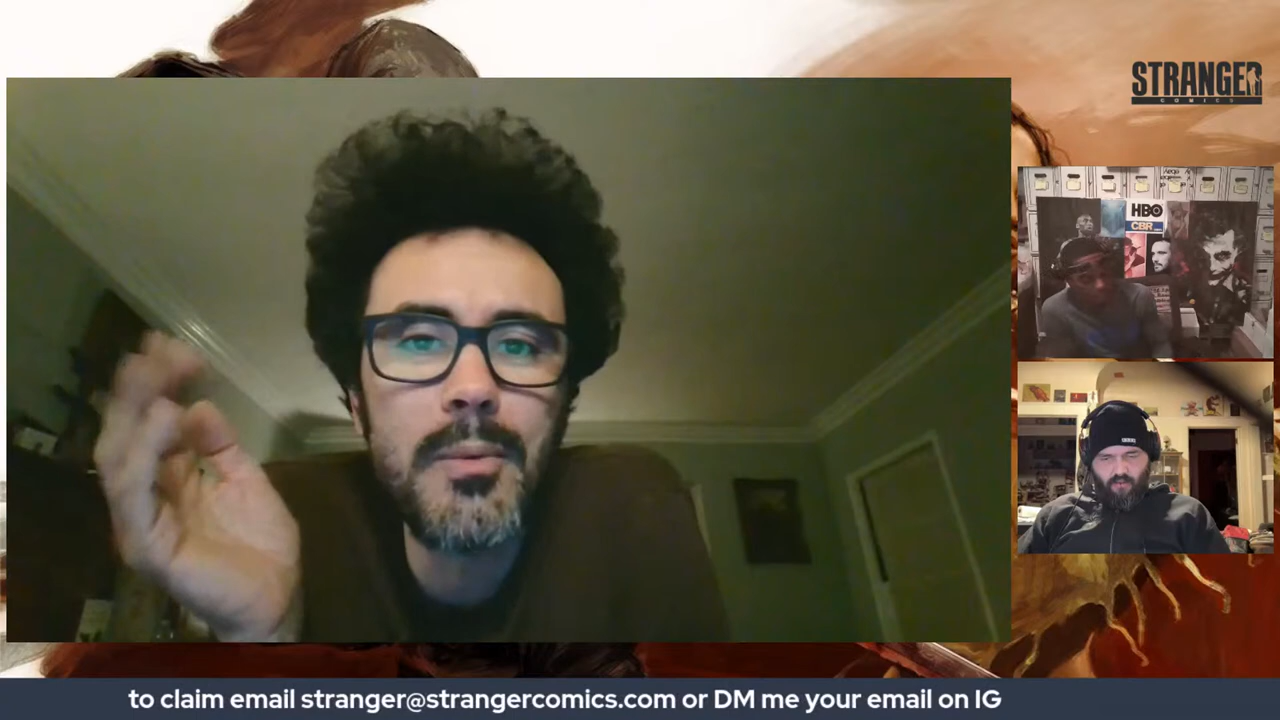 STRANGER
COMICS
HBO
CBR
to claim email stranger@strangercomics.com or DM me your email on IG